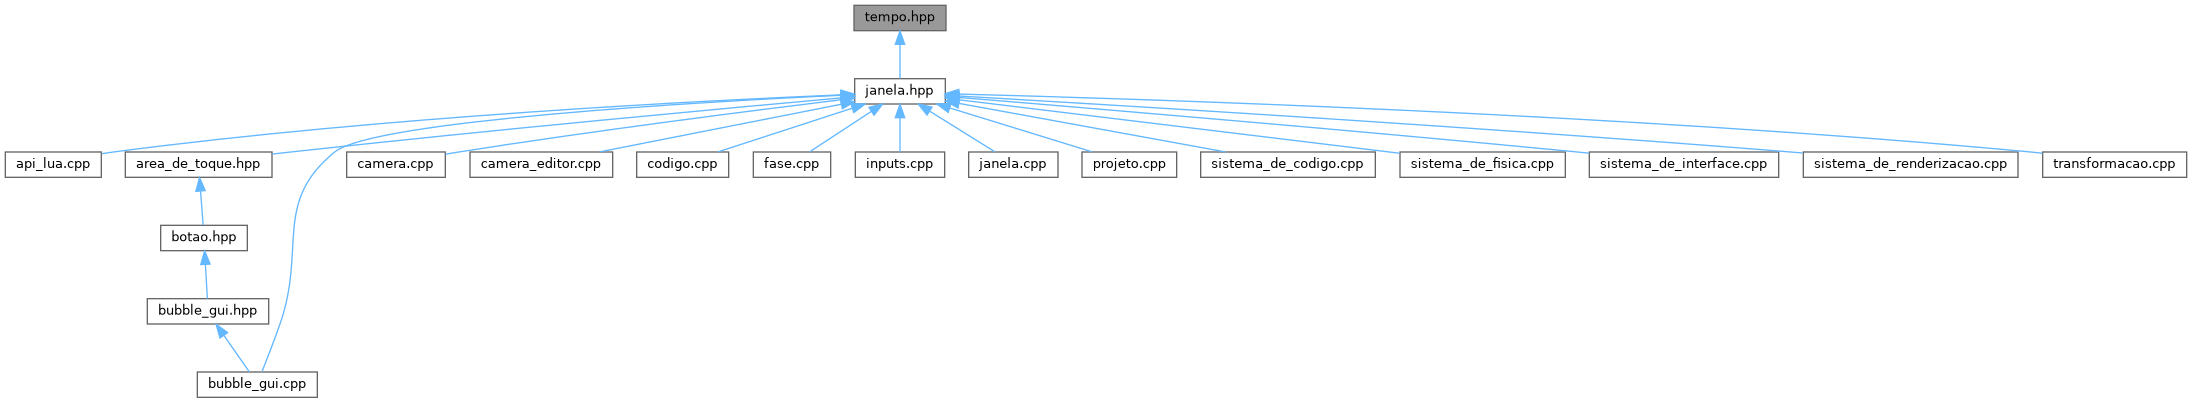 tempo.hpp
janela.hpp
api_lua.cpp
area_de_toque.hpp
camera.cpp
camera_editor.cpp
codigo.cpp
fase.cpp
inputs.cpp
janela.cpp
projeto.cpp
sistema_de_codigo.cpp
sistema_de_fisica.cpp
sistema_de_interface.cpp
sistema_de_renderizacao.cpp
transformacao.cpp
botao.hpp
bubble_gui.hpp
bubble_gui.cpp